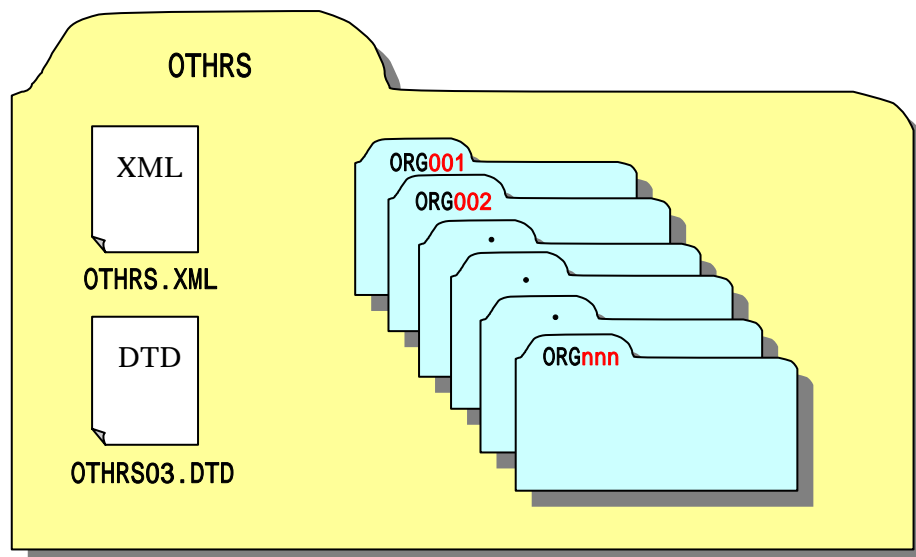 OTHRS
XML
OTHRS.XML
DTD
OTHRS03.DTD
ORG001
ORG002
・
・
・
ORGnnn